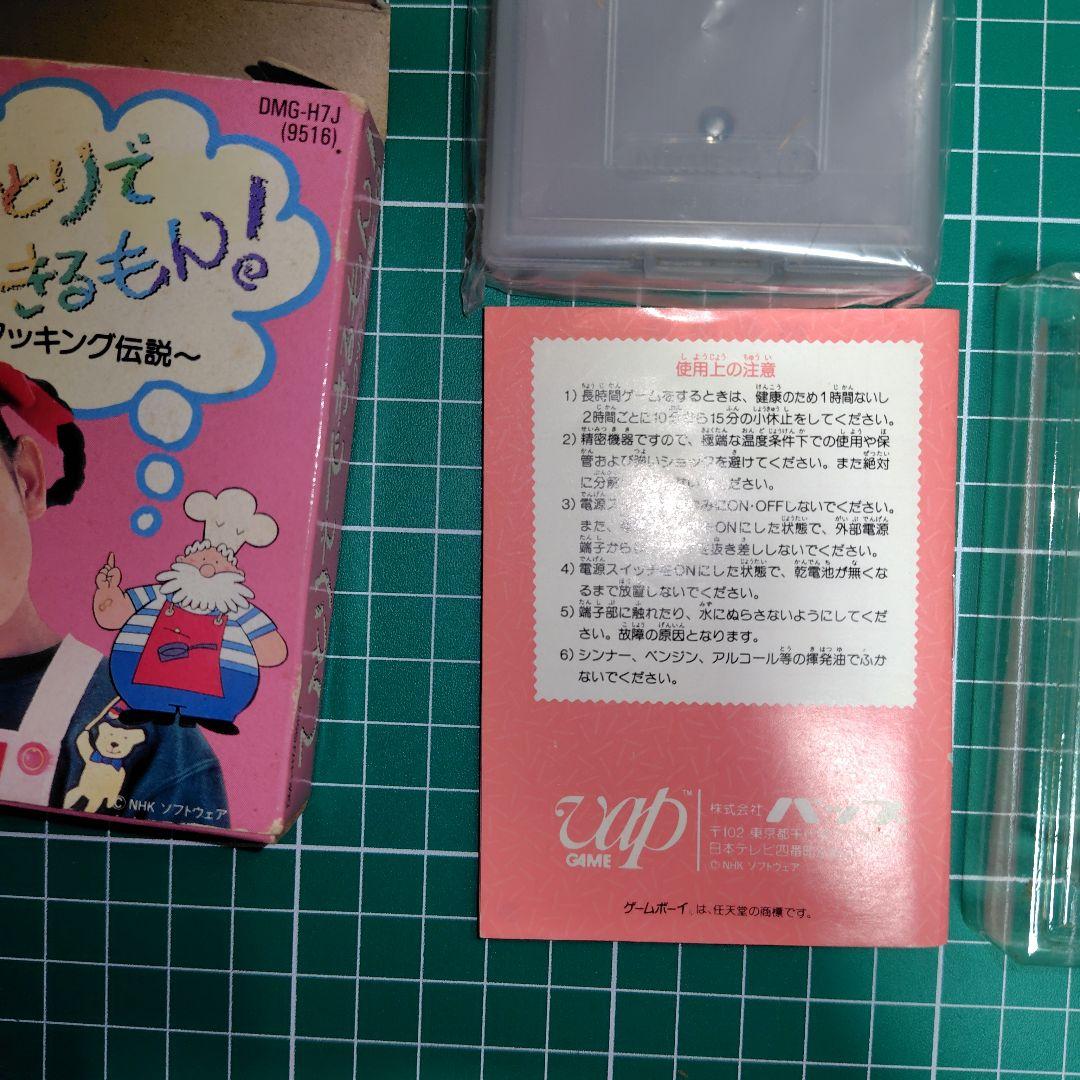 DMG-H7J
(9516)
とりで
きるもん!
クッキング伝説〜
© NHK ソフトウェア
使用上の注意
1) 長時間ゲームをするときは、健康のため1時間ないし
2時間ごとに10分から15分の小休止をしてください。
2) 精密機器ですので、極端な温度条件下での使用や保
管および強いショックを避けてください。また絶対
に分解 ないでください。
3) 電源ス みにON・OFFしないでください。
また、 ONにした状態で、外部電源
端子から を抜き差ししないでください。
4) 電源スイッチをONにした状態で、乾電池が無くな
るまで放置しないでください。
5) 端子部に触れたり、水にぬらさないようにしてくだ
さい。故障の原因となります。
6) シンナー、ベンジン、アルコール等の揮発油でふか
ないでください。
vap™
GAME
株式会社 バップ
〒102 東京都千代
日本テレビ四番町
© NHK ソフトウェア
ゲームボーイは、任天堂の商標です。